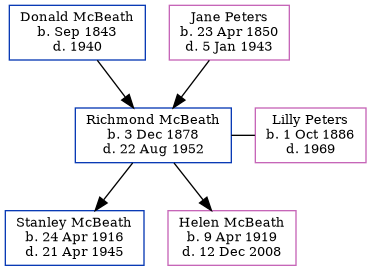 Donald McBeath
b. Sep 1843
d. 1940
Jane Peters
b. 23 Apr 1850
d. 5 Jan 1943
Richmond McBeath
b. 3 Dec 1878
d. 22 Aug 1952
Lilly Peters
b. 1 Oct 1886
d. 1969
Stanley McBeath
b. 24 Apr 1916
d. 21 Apr 1945
Helen McBeath
b. 9 Apr 1919
d. 12 Dec 2008